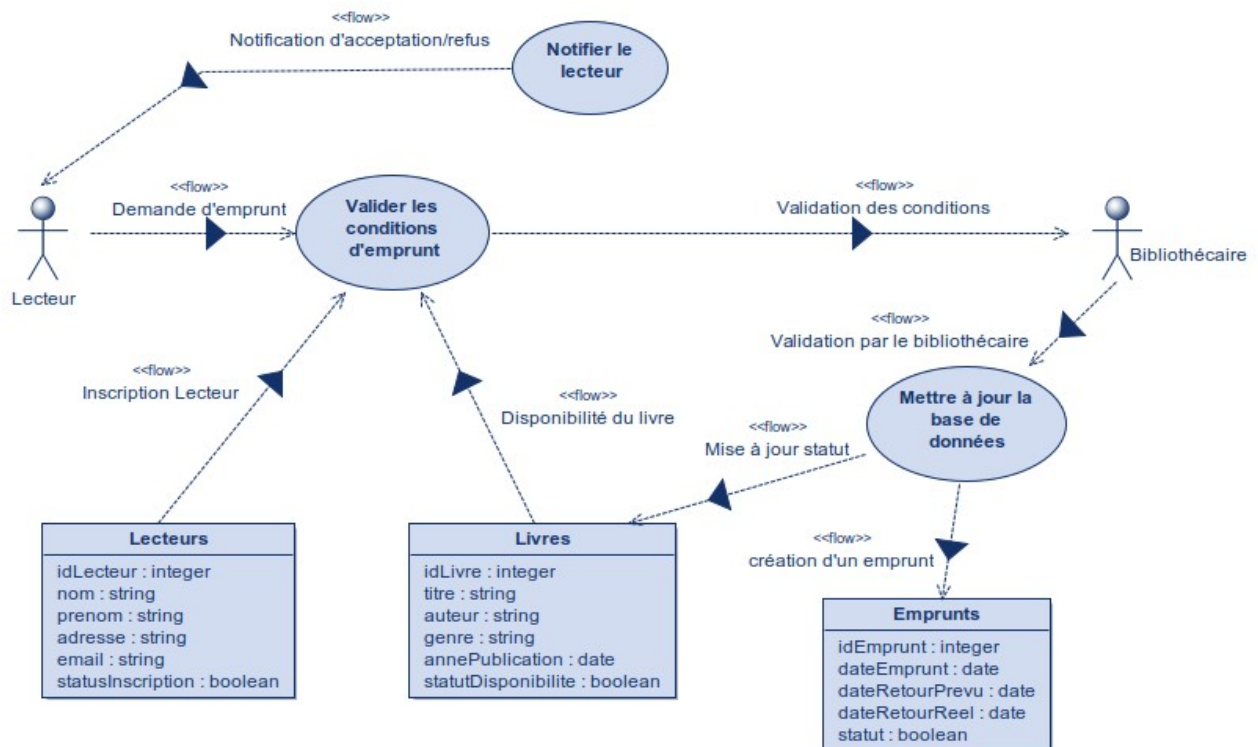 <<flow>>
Notification d'acceptation/refus
Notifier le
lecteur
<<flow>>
Demande d'emprunt
Valider les
conditions
d'emprunt
<<flow>>
Validation des conditions
Lecteur
Bibliothécaire
<<flow>>
Validation par le bibliothécaire
<<flow>>
Inscription Lecteur
<<flow>>
Disponibilité du livre
Mettre à jour la
base de
données
<<flow>>
Mise à jour statut
<<flow>>
création d'un emprunt
Lecteurs
idLecteur : integer
nom : string
prenom : string
adresse : string
email : string
statusInscription : boolean
Livres
idLivre : integer
titre : string
auteur : string
genre : string
annePublication : date
statutDisponibilite : boolean
Emprunts
idEmprunt : integer
dateEmprunt : date
dateRetourPrevu : date
dateRetourReel : date
statut : boolean